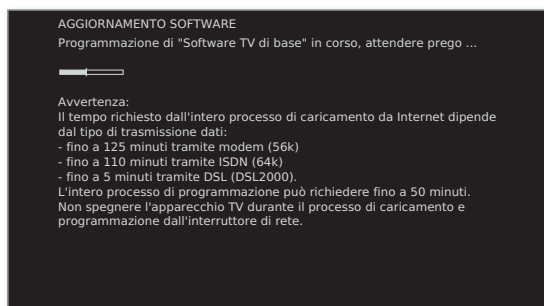 AGGIORNAMENTO SOFTWARE
Programmazione di "Software TV di base" in corso, attendere prego ...
Avvertenza:
Il tempo richiesto dall'intero processo di caricamento da Internet dipende
dal tipo di trasmissione dati:
- fino a 125 minuti tramite modem (56k)
- fino a 110 minuti tramite ISDN (64k)
- fino a 5 minuti tramite DSL (DSL2000).
L'intero processo di programmazione può richiedere fino a 50 minuti.
Non spegnere l'apparecchio TV durante il processo di caricamento e
programmazione dall'interruttore di rete.